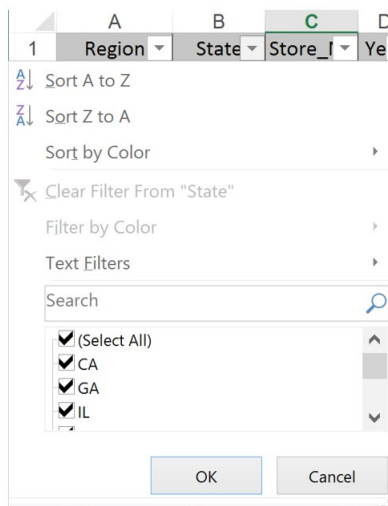 A B C D
1 Region State Store_ Ye
Sort A to Z
Sort Z to A
Sort by Color
Clear Filter From "State"
Filter by Color
Text Filters
Search
(Select All)
CA
GA
IL
OK Cancel